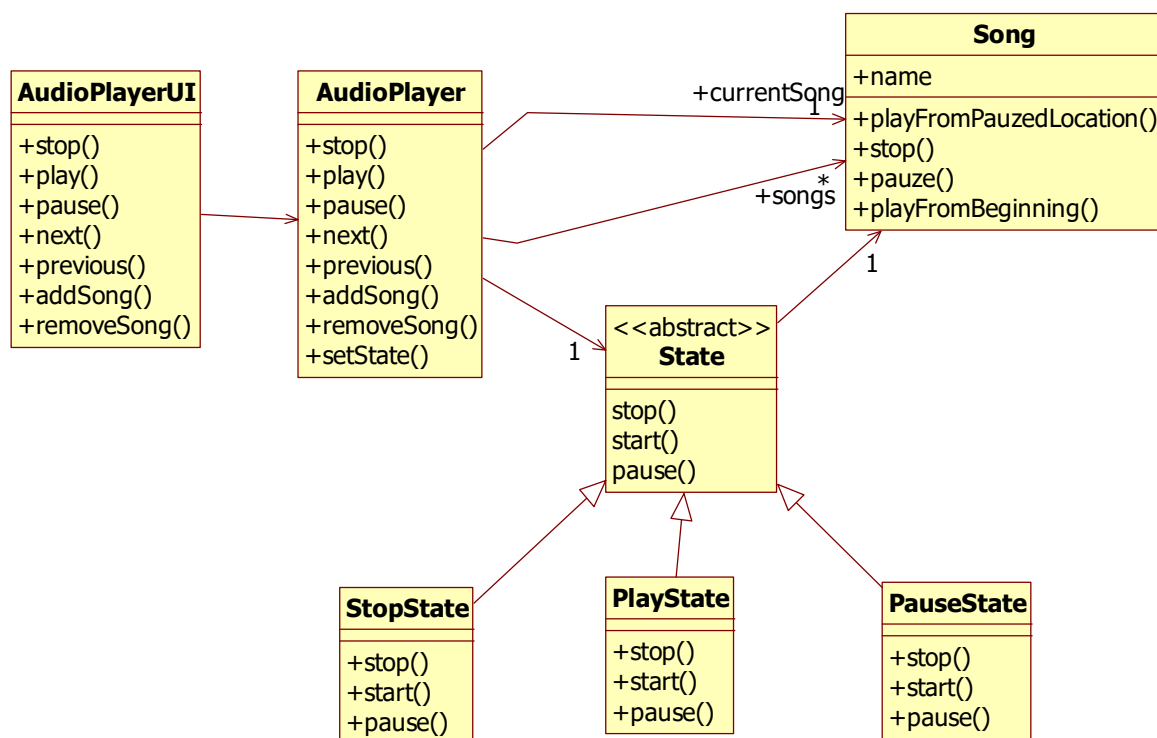 AudioPlayerUI
+stop()
+play()
+pause()
+next()
+previous()
+addSong()
+removeSong()
AudioPlayer
+stop()
+play()
+pause()
+next()
+previous()
+addSong()
+removeSong()
+setState()
+currentSong
1
+songs
*
1
Song
+name
+playFromPauzedLocation()
+stop()
+pauze()
+playFromBeginning()
1
<<abstract>>
State
stop()
start()
pause()
StopState
+stop()
+start()
+pause()
PlayState
+stop()
+start()
+pause()
PauseState
+stop()
+start()
+pause()